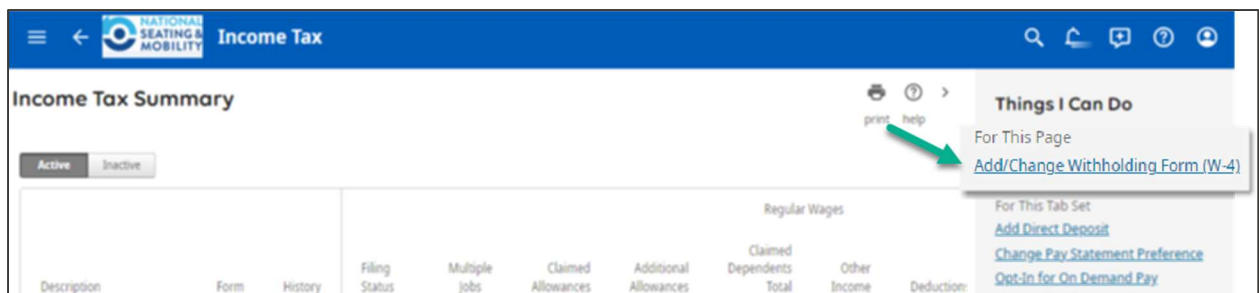 NATIONAL
SEATING &
MOBILITY
Income Tax
Income Tax Summary
print help
Things I Can Do
For This Page
Add/Change Withholding Form (W-4)
Active Inactive
For This Tab Set
Add Direct Deposit
Change Pay Statement Preference
Opt-In for On Demand Pay
Regular Wages
Description
Form
History
Filing
Status
Multiple
Jobs
Claimed
Allowances
Additional
Allowances
Claimed
Dependents
Total
Other
Income
Deduction